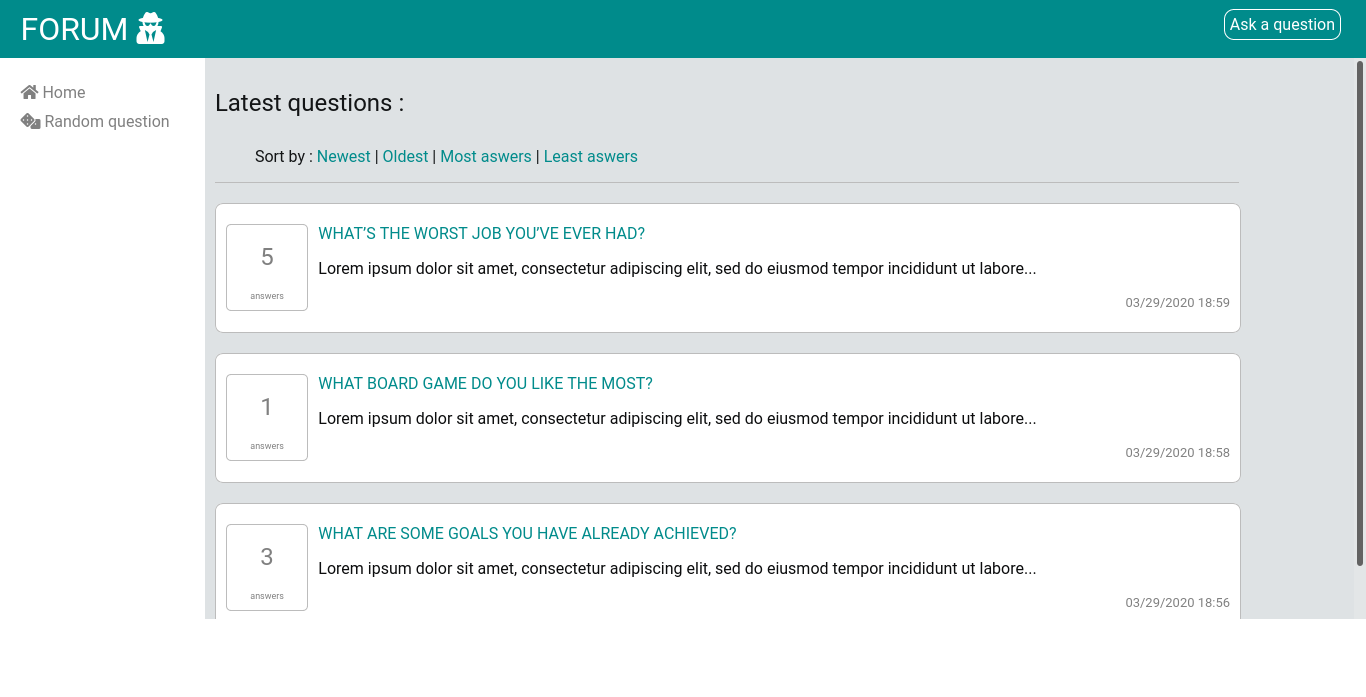 FORUM
Ask a question
Home
Random question
Latest questions :
Sort by : Newest | Oldest | Most aswers | Least aswers
5
answers
WHAT'S THE WORST JOB YOU'VE EVER HAD?
Lorem ipsum dolor sit amet, consectetur adipiscing elit, sed do eiusmod tempor incididunt ut labore...
03/29/2020 18:59
1
answers
WHAT BOARD GAME DO YOU LIKE THE MOST?
Lorem ipsum dolor sit amet, consectetur adipiscing elit, sed do eiusmod tempor incididunt ut labore...
03/29/2020 18:58
3
answers
WHAT ARE SOME GOALS YOU HAVE ALREADY ACHIEVED?
Lorem ipsum dolor sit amet, consectetur adipiscing elit, sed do eiusmod tempor incididunt ut labore...
03/29/2020 18:56